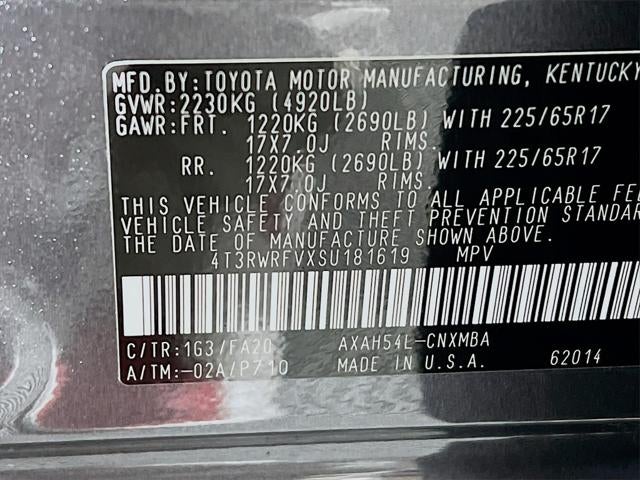 MFD.BY:TOYOTA MOTOR MANUFACTURING, KENTUCKY
GVWR:2230KG (4920LB)
GAWR:FRT. 1220KG (2690LB) WITH 225/65R17
17X7.0J RIMS.
RR. 1220KG (2690LB) WITH 225/65R17
17X7.0J RIMS.
THIS VEHICLE CONFORMS TO ALL APPLICABLE FE
VEHICLE SAFETY AND THEFT PREVENTION STANDAR
THE DATE OF MANUFACTURE SHOWN ABOVE.
4T3RWRFVXSU181619 MPV
C/TR:1G3/FA20 AXAH54L-CNXMBA
A/TM:-02A/P710 MADE IN U.S.A. 62014